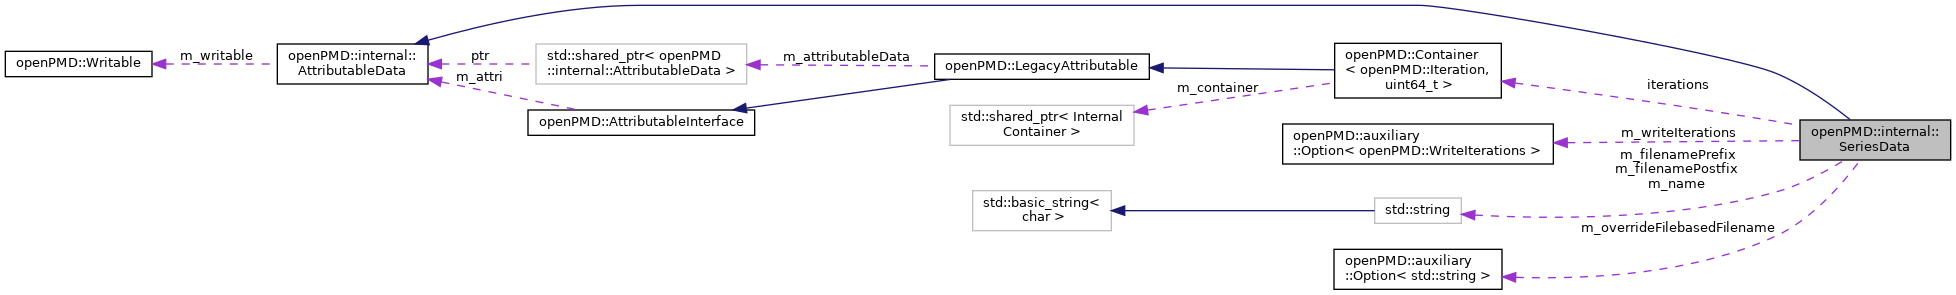 openPMD::Writable
m_writable
openPMD::internal::
AttributableData
ptr
m_attri
std::shared_ptr< openPMD
::internal::AttributableData >
openPMD::AttributableInterface
m_attributableData
openPMD::LegacyAttributable
std::shared_ptr< Internal
Container >
m_container
openPMD::Container
< openPMD::Iteration,
uint64_t >
openPMD::auxiliary
::Option< openPMD::WriteIterations >
std::basic_string<
char >
std::string
openPMD::auxiliary
::Option< std::string >
iterations
m_writeIterations
m_filenamePrefix
m_filenamePostfix
m_name
m_overrideFilebasedFilename
openPMD::internal::
SeriesData